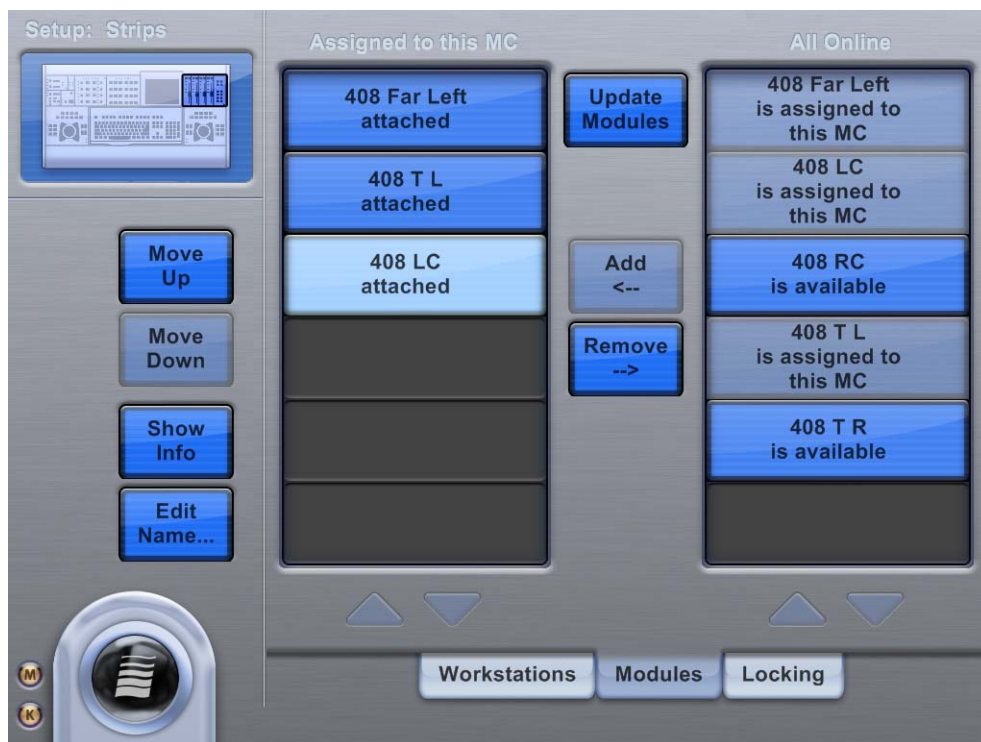 Setup: Strips
Assigned to this MC
All Online
408 Far Left
attached
408 T L
attached
408 LC
attached
Update
Modules
Add
<--
Remove
-->
408 Far Left
is assigned to
this MC
408 LC
is assigned to
this MC
408 RC
is available
408 T L
is assigned to
this MC
408 T R
is available
Move
Up
Move
Down
Show
Info
Edit
Name...
M
K
Workstations
Modules
Locking